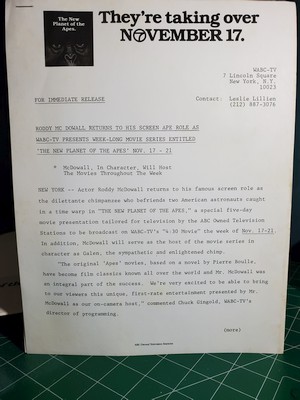 The New
Planet of the
Apes.
They're taking over
NOVEMBER 17.
WABC-TV
7 Lincoln Square
New York, N.Y.
10023
FOR IMMEDIATE RELEASE
Contact: Leslie Lillien
(212) 887-3076
RODDY MC DOWALL RETURNS TO HIS SCREEN APE ROLE AS
WABC-TV PRESENTS WEEK-LONG MOVIE SERIES ENTITLED
'THE NEW PLANET OF THE APES' NOV. 17 - 21
* McDowall, In Character, Will Host
The Movies Throughout The Week
NEW YORK -- Actor Roddy McDowall returns to his famous screen role as
the dilettante chimpanzee who befriends two American astronauts caught
in a time warp in "THE NEW PLANET OF THE APES," a special five-day
movie presentation tailored for television by the ABC Owned Television
Stations to be broadcast on WABC-TV's "4:30 Movie" the week of Nov. 17-21.
In addition, McDowall will serve as the host of the movie series in
character as Galen, the sympathetic and enlightened chimp.
"The original "Apes" movies, based on a novel by Pierre Boulle,
have become film classics known all over the world and Mr. McDowall was
an integral part of the success. We're very excited to be able to bring
to our viewers this unique, first-rate entertainment presented by Mr.
McDowall as our on-camera host," commented Chuck Gingold, WABC-TV's
director of programming.
(more)